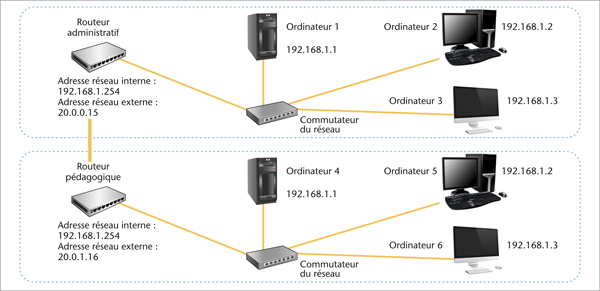 Routeur
administratif
Adresse réseau interne :
192.168.1.254
Adresse réseau externe :
20.0.0.15
Ordinateur 1
192.168.1.1
Ordinateur 2
192.168.1.2
Ordinateur 3
192.168.1.3
Commutateur
du réseau
Routeur
pédagogique
Adresse réseau interne :
192.168.1.254
Adresse réseau externe :
20.0.1.16
Ordinateur 4
192.168.1.1
Ordinateur 5
192.168.1.2
Ordinateur 6
192.168.1.3
Commutateur
du réseau